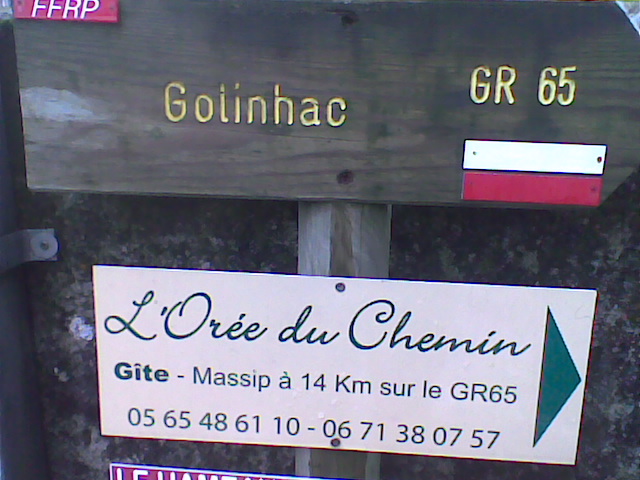 FFRP
Golinhac
GR 65
L'Orée du Chemin
Gîte - Massip à 14 Km sur le GR65
05 65 48 61 10 - 06 71 38 07 57